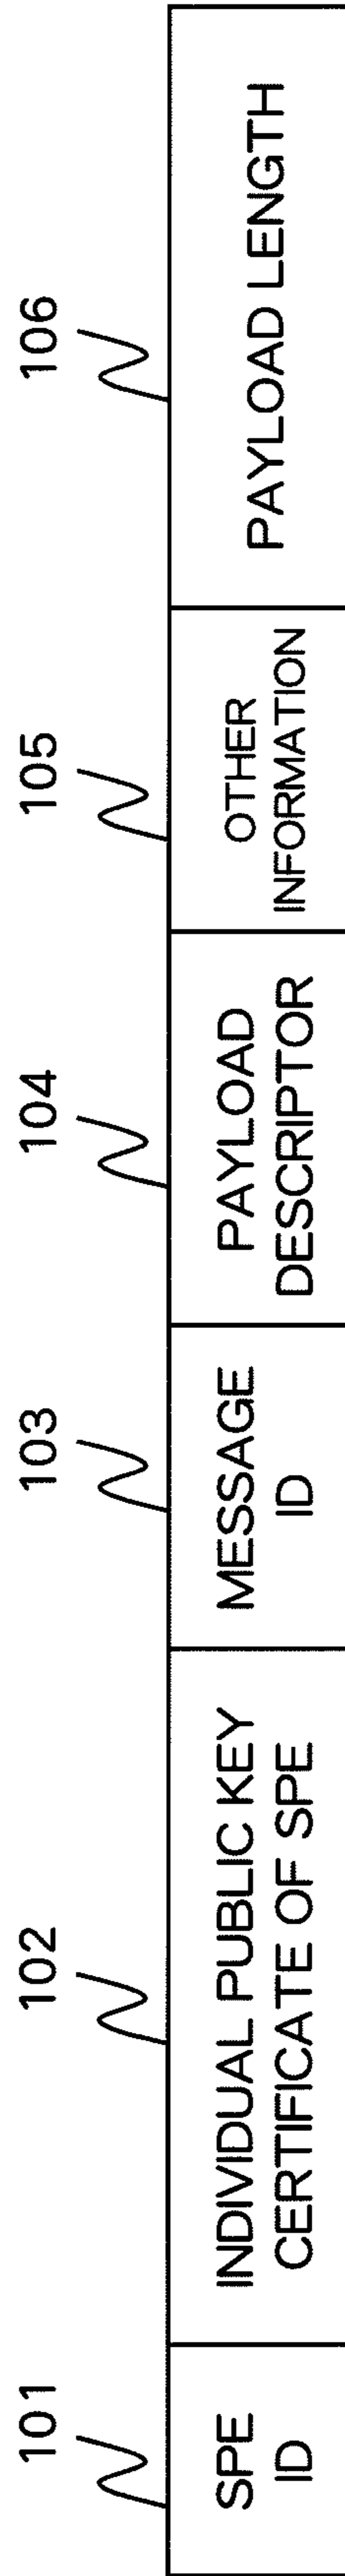 101
102
103
104
105
106
SPE
ID
INDIVIDUAL PUBLIC KEY
CERTIFICATE OF SPE
MESSAGE
ID
PAYLOAD
DESCRIPTOR
OTHER
INFORMATION
PAYLOAD LENGTH